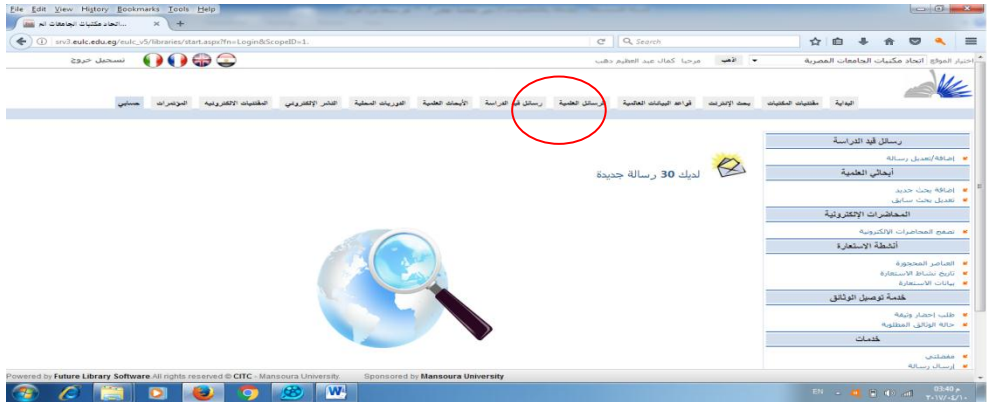 File Edit View History Bookmarks Tools Help
...اتحاد مكتبات الجامعات الم
srv3.eulc.edu.eg/eulc_v5/libraries/start.aspx?fn=Login&ScopeID=1.
Search
اختيار الموقع اتحاد مكتبات الجامعات المصرية
اذهب
مرحبا كمال عبد العظيم دهب
تسجيل خروج
البداية مقتنيات المكتبات بحث الإنترنت قواعد البيانات العالمية الرسائل العلمية رسائل قيد الدراسة الأبحاث العلمية الدوريات المحلية النشر الإلكتروني المقتنيات الالكترونيه المؤتمرات حسابي
رسائل قيد الدراسة
إضافة/تعديل رسالة
أبحاثي العلمية
إضافة بحث جديد
تعديل بحث سابق
المحاضرات الإلكترونية
تصفح المحاضرات الإلكترونية
أنشطة الاستعارة
العناصر المحجوزة
تاريخ نشاط الاستعارة
بيانات الاستعارة
خدمة توصيل الوثائق
طلب إحضار وثيقة
حالة الوثائق المطلوبة
خدمات
مفضلتي
إرسال رسالة
لديك 30 رسالة جديدة
Powered by Future Library Software All rights reserved © CITC - Mansoura University. Sponsored by Mansoura University
EN
03:40 م